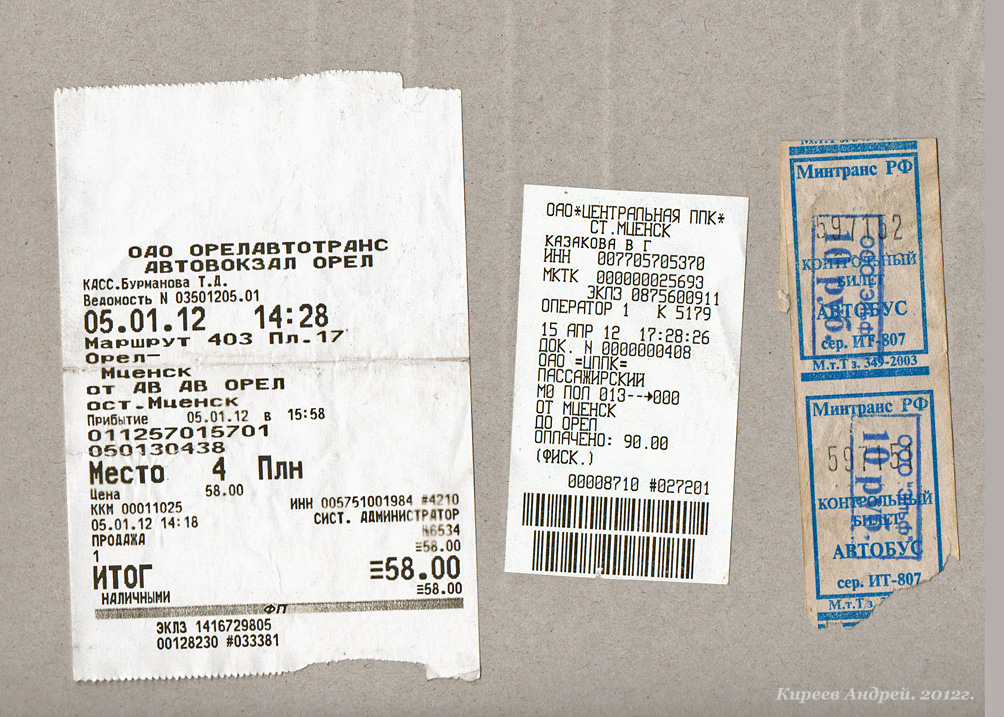 ОАО ОРЕЛАВТОТРАНС
АВТОВОКЗАЛ ОРЕЛ
КАСС.Бурманова Т.Д.
Ведомость N 03501205.01
05.01.12 14:28
Маршрут 403 Пл.17
Орел—
Мценск
от АВ АВ ОРЕЛ
ост.Мценск
Прибытие 05.01.12 в 15:58
011257015701
050130438
Место 4 Плн
Цена 58.00
ККМ 00011025 ИНН 005751001984 #4210
05.01.12 14:18 СИСТ. АДМИНИСТРАТОР
ПРОДАЖА №6534
1 ≡58.00
ИТОГ ≡58.00
НАЛИЧНЫМИ ≡58.00
ФП
ЭКЛЗ 1416729805
00128230 #033381
ОАО*ЦЕНТРАЛЬНАЯ ППК*
СТ.МЦЕНСК
КАЗАКОВА В Г
ИНН 007705705370
МКТК 000000025693
ЭКЛЗ 0875600911
ОПЕРАТОР 1 К 5179
15 АПР 12 17:28:26
ДОК. N 0000000408
ОАО =ЦППК=
ПАССАЖИРСКИЙ
М0 ПОЛ 013--➔000
ОТ МЦЕНСК
ДО ОРЕЛ
ОПЛАЧЕНО: 90.00
(ФИСК.)
00008710 #027201
Минтранс РФ
597152
10 руб.
КОНТРОЛЬНЫЙ
БИЛЕТ
АВТОБУС
сер. ИТ-807
М.т.Т з. 349-2003
Минтранс РФ
10 руб.
КОНТРОЛЬНЫЙ
БИЛЕТ
АВТОБУС
сер. ИТ-807
М.т.Т з.
Киреев Андрей. 2012г.